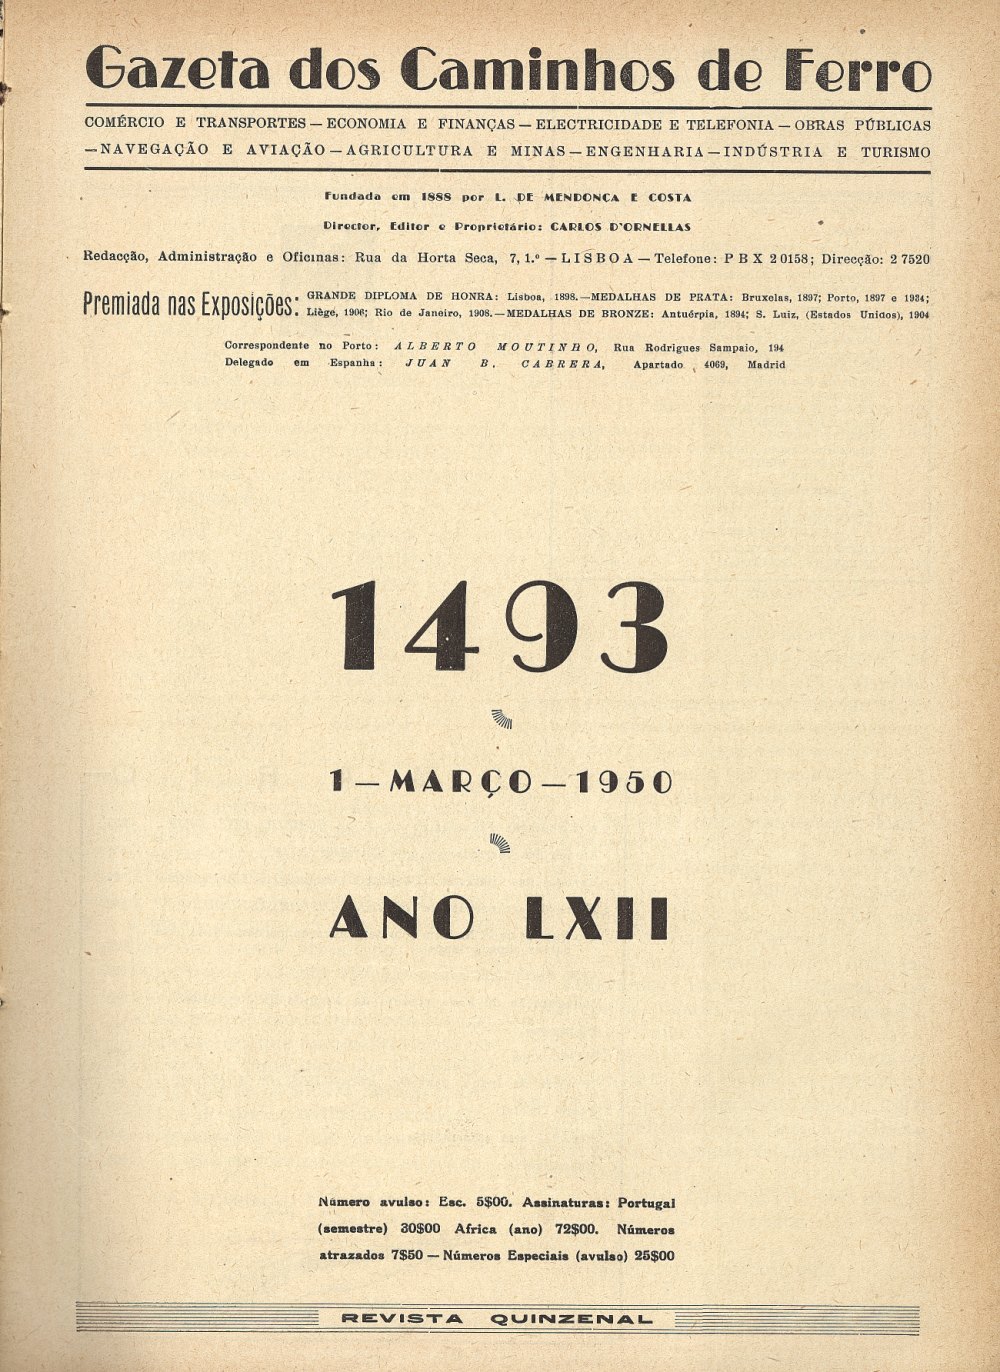 Gazeta dos Caminhos de Ferro
COMÉRCIO E TRANSPORTES — ECONOMIA E FINANÇAS — ELECTRICIDADE E TELEFONIA — OBRAS PÚBLICAS
— NAVEGAÇÃO E AVIAÇÃO — AGRICULTURA E MINAS — ENGENHARIA — INDÚSTRIA E TURISMO
Fundada em 1888 por L. DE MENDONÇA E COSTA
Director, Editor e Proprietário: CARLOS D'ORNELLAS
Redacção, Administração e Oficinas: Rua da Horta Seca, 7, 1.º — LISBOA — Telefone: P B X 2 0158; Direcção: 2 7520
Premiada nas Exposições: GRANDE DIPLOMA DE HONRA: Lisboa, 1898. — MEDALHAS DE PRATA: Bruxelas, 1897; Porto, 1897 e 1934;
Liège, 1906; Rio de Janeiro, 1908. — MEDALHAS DE BRONZE: Antuérpia, 1894; S. Luiz, (Estados Unidos), 1904
Correspondente no Porto: ALBERTO MOUTINHO, Rua Rodrigues Sampaio, 194
Delegado em Espanha: JUAN B. CABRERA, Apartado 4069, Madrid
1493
1 — MARÇO — 1950
ANO LXII
Número avulso: Esc. 5$00. Assinaturas: Portugal
(semestre) 30$00 Africa (ano) 72$00. Números
atrazados 7$50 — Números Especiais (avulso) 25$00
REVISTA QUINZENAL